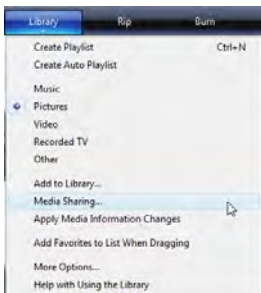 Library Rip Burn
Create Playlist Ctrl+N
Create Auto Playlist
Music
Pictures
Video
Recorded TV
Other
Add to Library...
Media Sharing...
Apply Media Information Changes
Add Favorites to List When Dragging
More Options...
Help with Using the Library